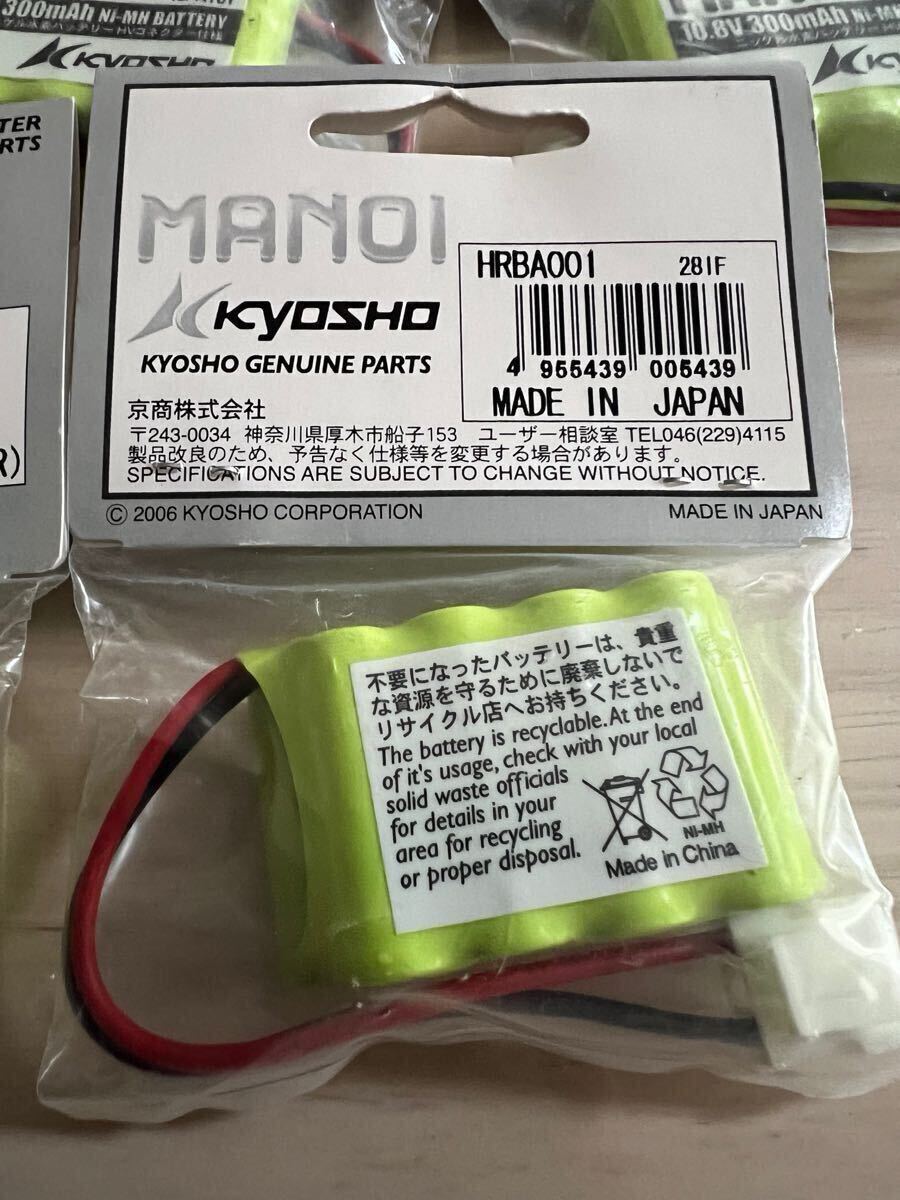 300mAh Ni-MH BATTERY
KYOSHO
10.8V 300mAh Ni-MH
KYOSHO
TER
RTS
R)
MANOI
KYOSHO
KYOSHO GENUINE PARTS
HRBA001 281F
4 955439 005439
MADE IN JAPAN
京商株式会社
〒243-0034 神奈川県厚木市船子153 ユーザー相談室 TEL046(229)4115
製品改良のため、予告なく仕様等を変更する場合があります。
SPECIFICATIONS ARE SUBJECT TO CHANGE WITHOUT NOTICE.
© 2006 KYOSHO CORPORATION MADE IN JAPAN
不要になったバッテリーは、貴重
な資源を守るために廃棄しないで
リサイクル店へお持ちください。
The battery is recyclable. At the end
of it's usage, check with your local
solid waste officials
for details in your
area for recycling
or proper disposal.
NI-MH
Made in China